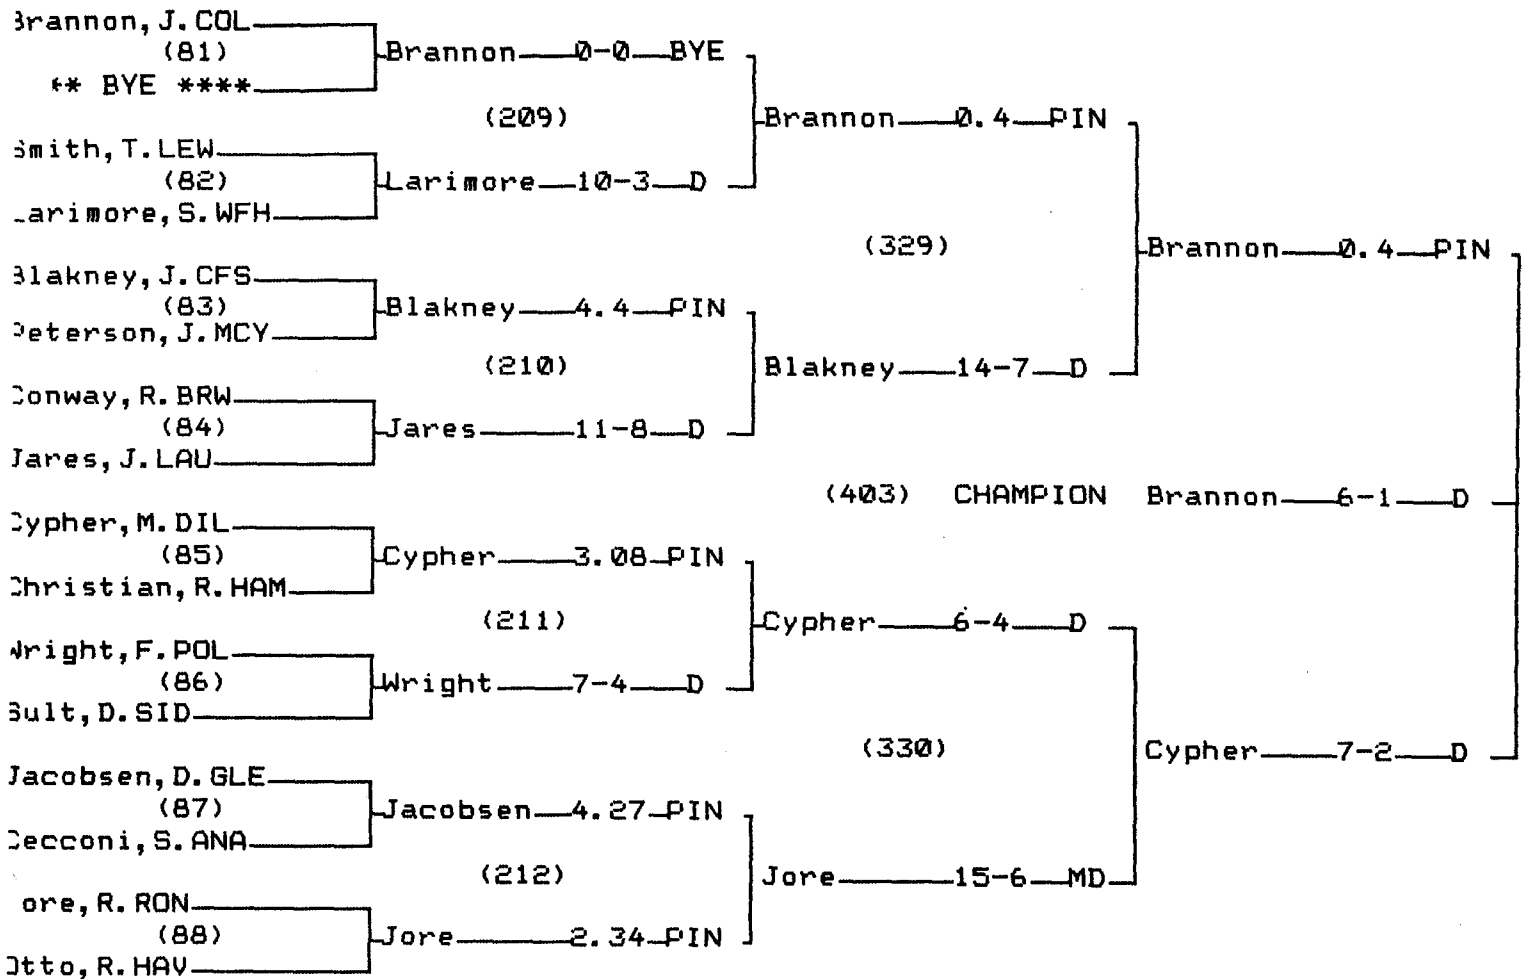 Brannon, J. COL
(81) Brannon 0-0 BYE
** BYE ****
(209) Brannon 0.4 PIN
Smith, T. LEW
(82) Larimore 10-3 D
Larimore, S. WFH
(329) Brannon 0.4 PIN
Blakney, J. CFS
(83) Blakney 4.4 PIN
Peterson, J. MCY
(210) Blakney 14-7 D
Conway, R. BRW
(84) Jares 11-8 D
Jares, J. LAU
(403) CHAMPION Brannon 6-1 D
Cypher, M. DIL
(85) Cypher 3.08 PIN
Christian, R. HAM
(211) Cypher 6-4 D
Wright, F. POL
(86) Wright 7-4 D
Sult, D. SID
(330) Cypher 7-2 D
Jacobsen, D. GLE
(87) Jacobsen 4.27 PIN
Cecconi, S. ANA
(212) Jore 15-6 MD
ore, R. RON
(88) Jore 2.34 PIN
Otto, R. HAV